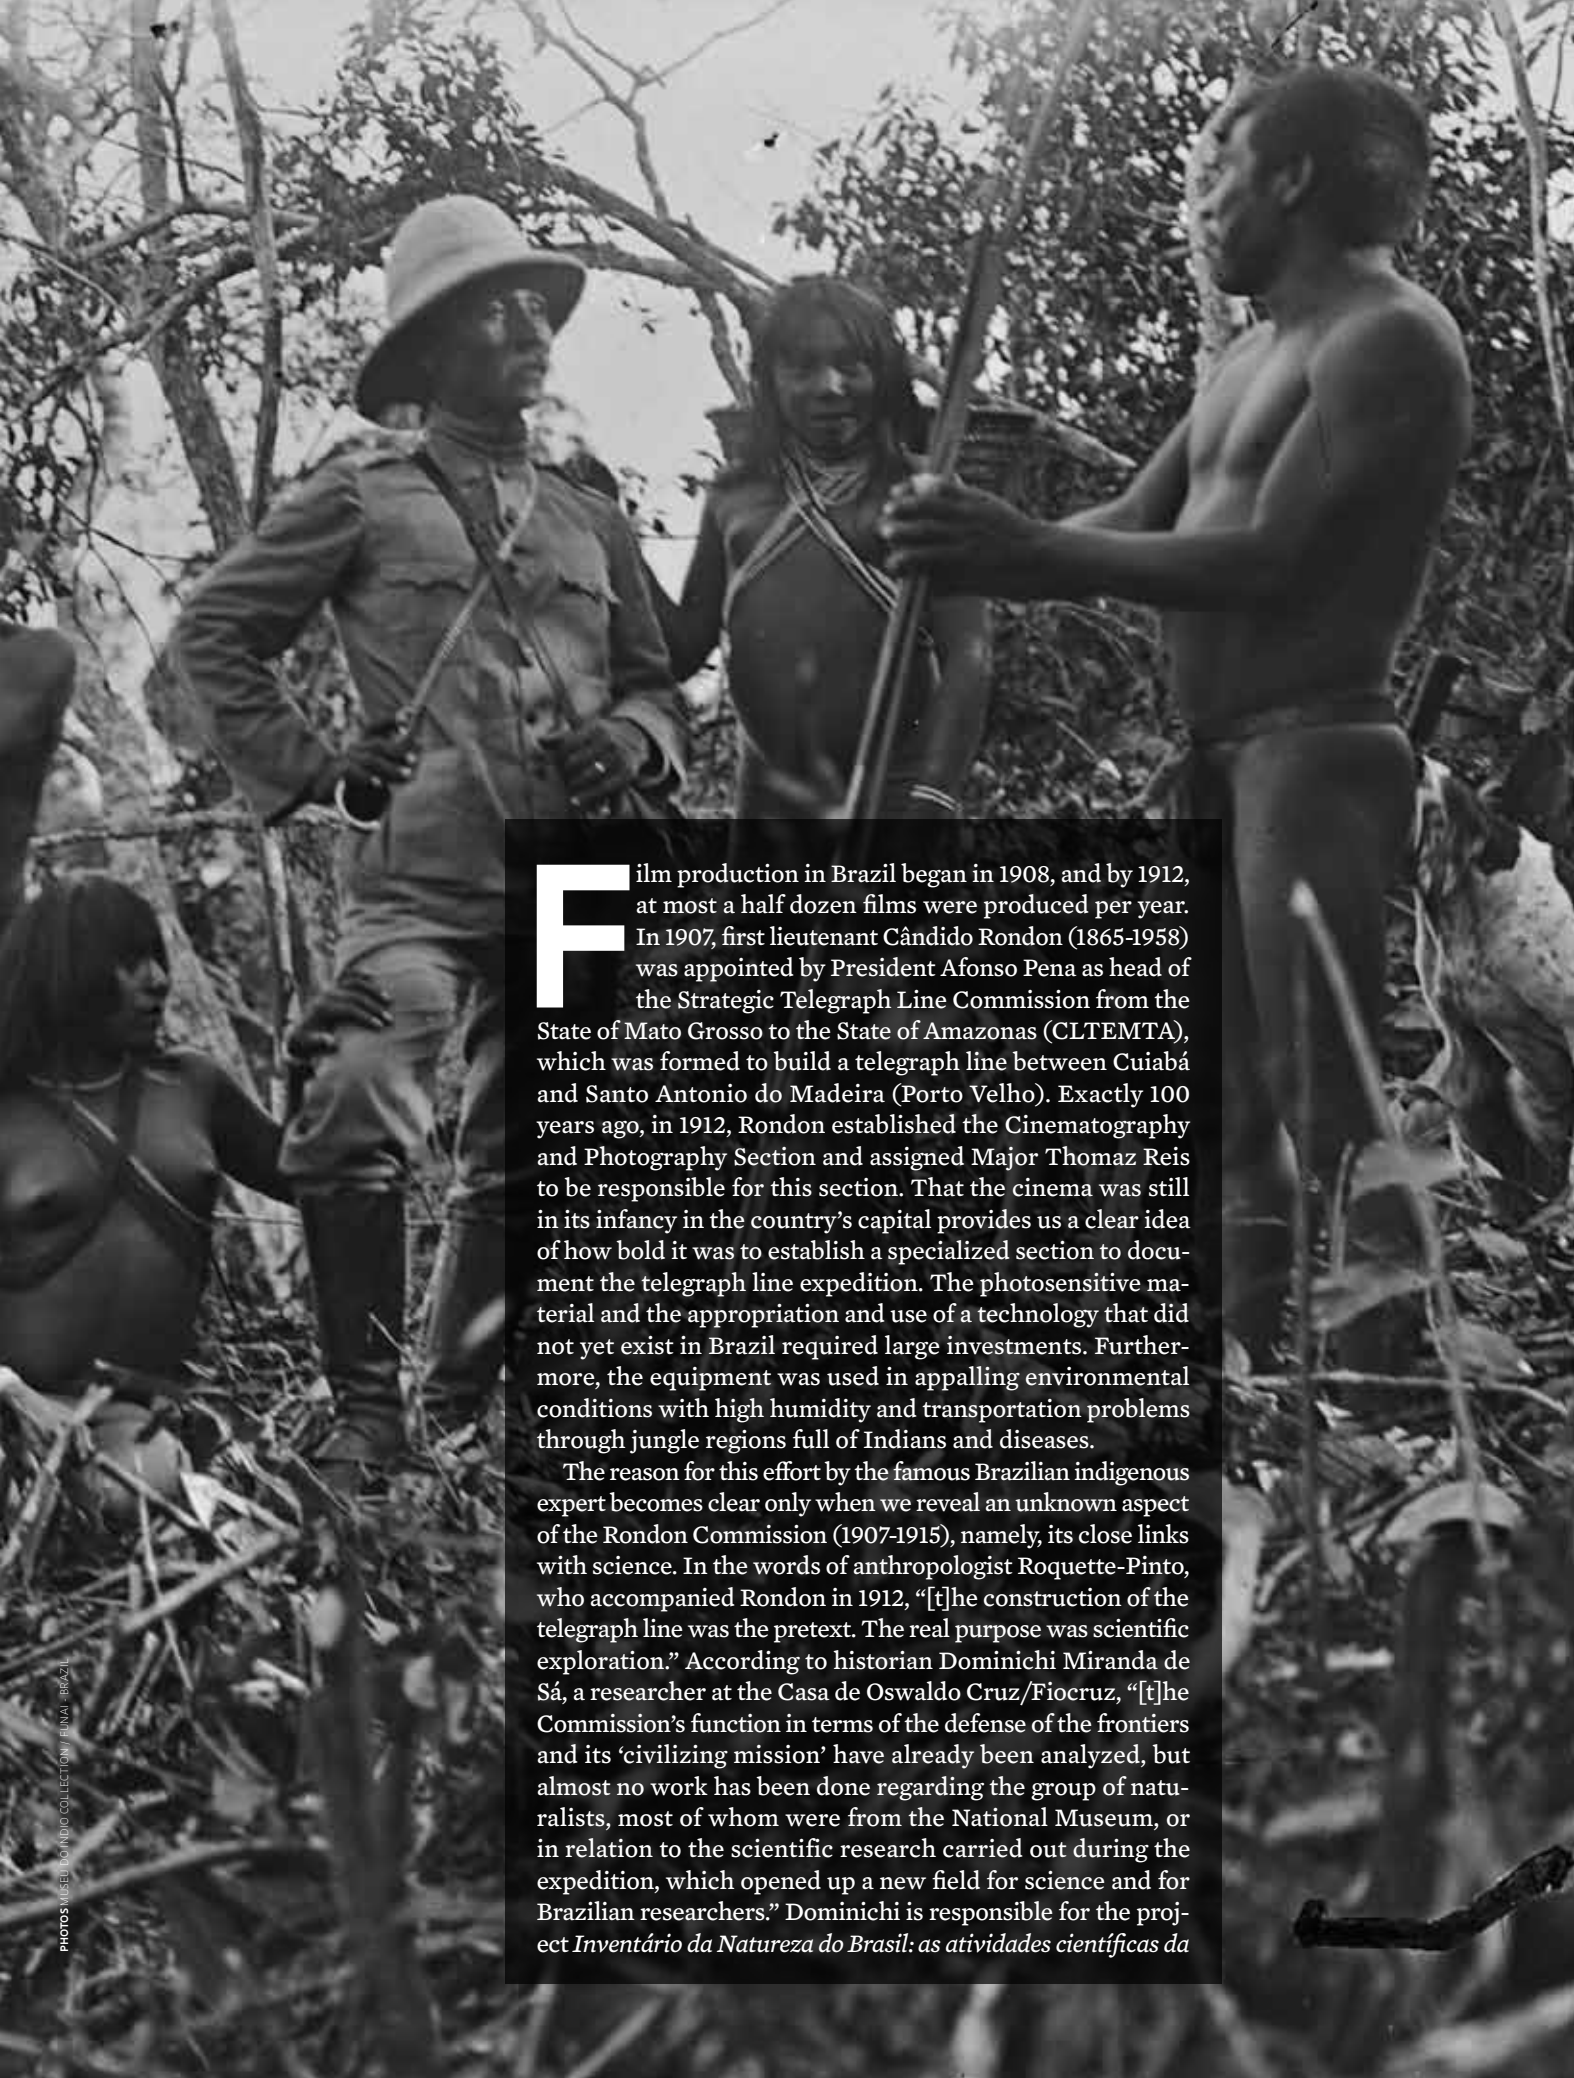 Film production in Brazil began in 1908, and by 1912,
at most a half dozen films were produced per year.
In 1907, first lieutenant Cândido Rondon (1865-1958)
was appointed by President Afonso Pena as head of
the Strategic Telegraph Line Commission from the
State of Mato Grosso to the State of Amazonas (CLTEMTA),
which was formed to build a telegraph line between Cuiabá
and Santo Antonio do Madeira (Porto Velho). Exactly 100
years ago, in 1912, Rondon established the Cinematography
and Photography Section and assigned Major Thomaz Reis
to be responsible for this section. That the cinema was still
in its infancy in the country’s capital provides us a clear idea
of how bold it was to establish a specialized section to docu-
ment the telegraph line expedition. The photosensitive ma-
terial and the appropriation and use of a technology that did
not yet exist in Brazil required large investments. Further-
more, the equipment was used in appalling environmental
conditions with high humidity and transportation problems
through jungle regions full of Indians and diseases.
The reason for this effort by the famous Brazilian indigenous
expert becomes clear only when we reveal an unknown aspect
of the Rondon Commission (1907-1915), namely, its close links
with science. In the words of anthropologist Roquette-Pinto,
who accompanied Rondon in 1912, “[t]he construction of the
telegraph line was the pretext. The real purpose was scientific
exploration.” According to historian Dominichi Miranda de
Sá, a researcher at the Casa de Oswaldo Cruz/Fiocruz, “[t]he
Commission’s function in terms of the defense of the frontiers
and its ‘civilizing mission’ have already been analyzed, but
almost no work has been done regarding the group of natu-
ralists, most of whom were from the National Museum, or
in relation to the scientific research carried out during the
expedition, which opened up a new field for science and for
Brazilian researchers.” Dominichi is responsible for the proj-
ect Inventário da Natureza do Brasil: as atividades científicas da
PHOTOS MUSEU DO INDIO COLLECTION / FUNAI - BRAZIL